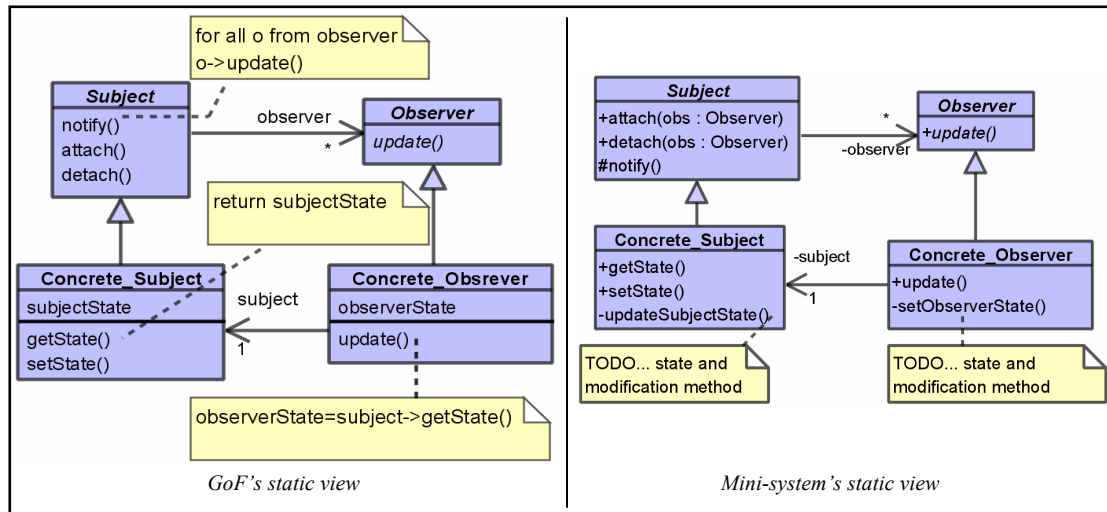 for all o from observer
o->update()
Subject
notify()
attach()
detach()
observer
*
Observer
update()
return subjectState
Concrete_Subject
subjectState
getState()
setState()
subject
1
Concrete_Obsrever
observerState
update()
observerState=subject->getState()
GoF's static view
Subject
+attach(obs : Observer)
+detach(obs : Observer)
#notify()
*
-observer
Observer
+update()
Concrete_Subject
+getState()
+setState()
-updateSubjectState()
-subject
1
Concrete_Observer
+update()
-setObserverState()
TODO... state and
modification method
TODO... state and
modification method
Mini-system's static view